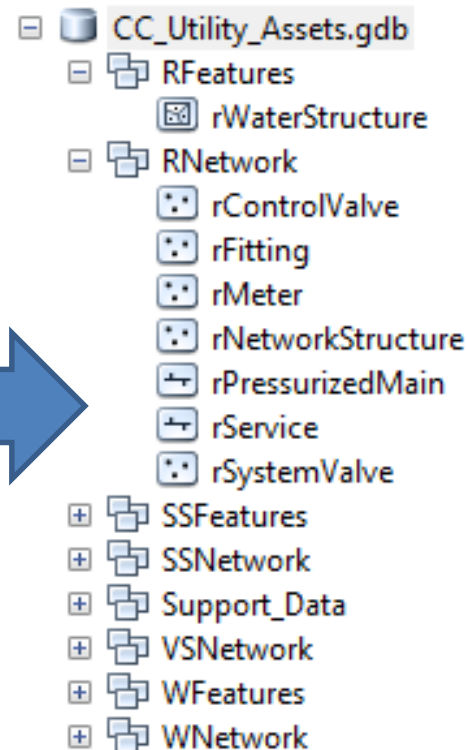 CC_Utility_Assets.gdb
RFeatures
rWaterStructure
RNetwork
rControlValve
rFitting
rMeter
rNetworkStructure
rPressurizedMain
rService
rSystemValve
SSFeatures
SSNetwork
Support_Data
VSNetwork
WFeatures
WNetwork